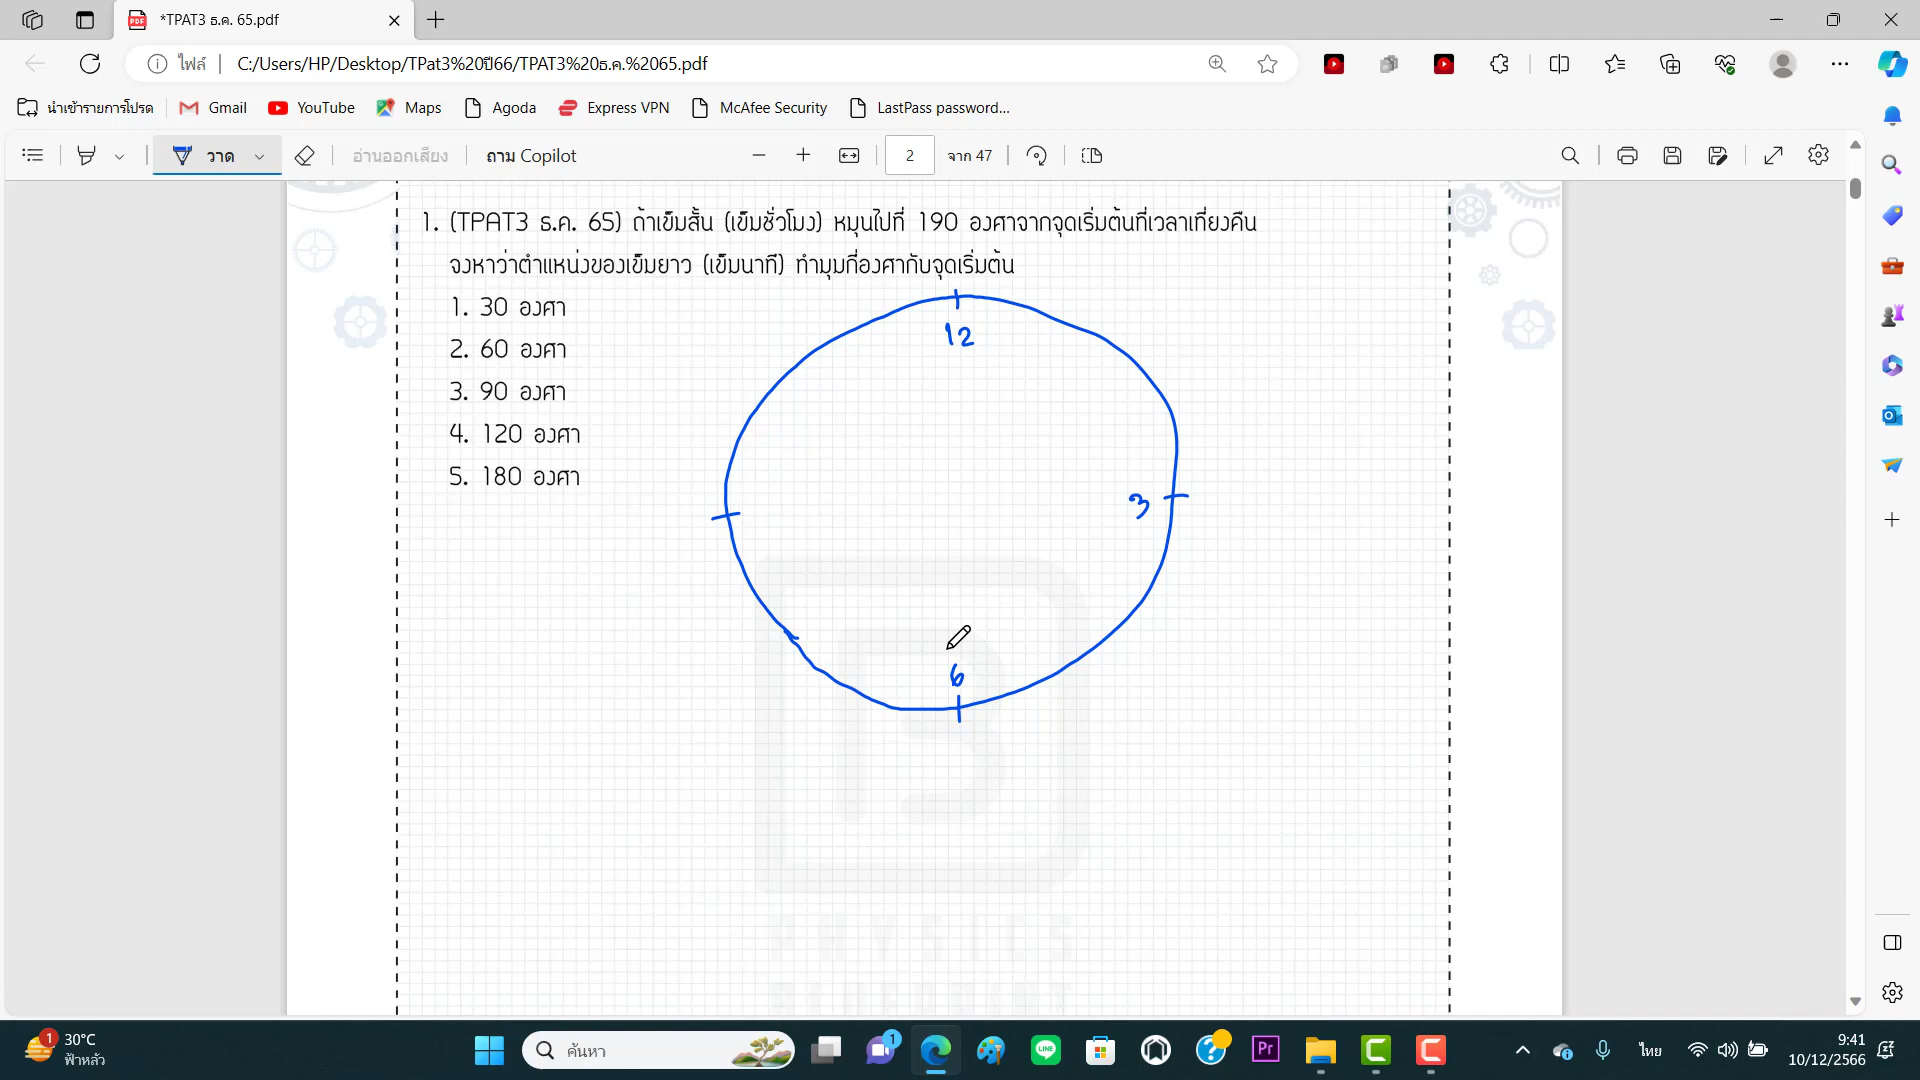 *TPAT3 ธ.ค. 65.pdf
ไฟล์ C:/Users/HP/Desktop/TPat3%20ปี66/TPAT3%20ธ.ค.%2065.pdf
นำเข้ารายการโปรด Gmail YouTube Maps Agoda Express VPN McAfee Security LastPass password...
วาด อ่านออกเสียง ถาม Copilot 2 จาก 47
1. (TPAT3 ธ.ค. 65) ถ้าเข็มสั้น (เข็มชั่วโมง) หมุนไปที่ 190 องศาจากจุดเริ่มต้นที่เวลาเที่ยงคืน
จงหาว่าตำแหน่งของเข็มยาว (เข็มนาที) ทำมุมกี่องศากับจุดเริ่มต้น
1. 30 องศา
2. 60 องศา
3. 90 องศา
4. 120 องศา
5. 180 องศา
12
3
6
PHYSICS
1 30°C
ฟ้าหลัว
ค้นหา
1
LINE
Pr
ไทย
9:41
10/12/2566